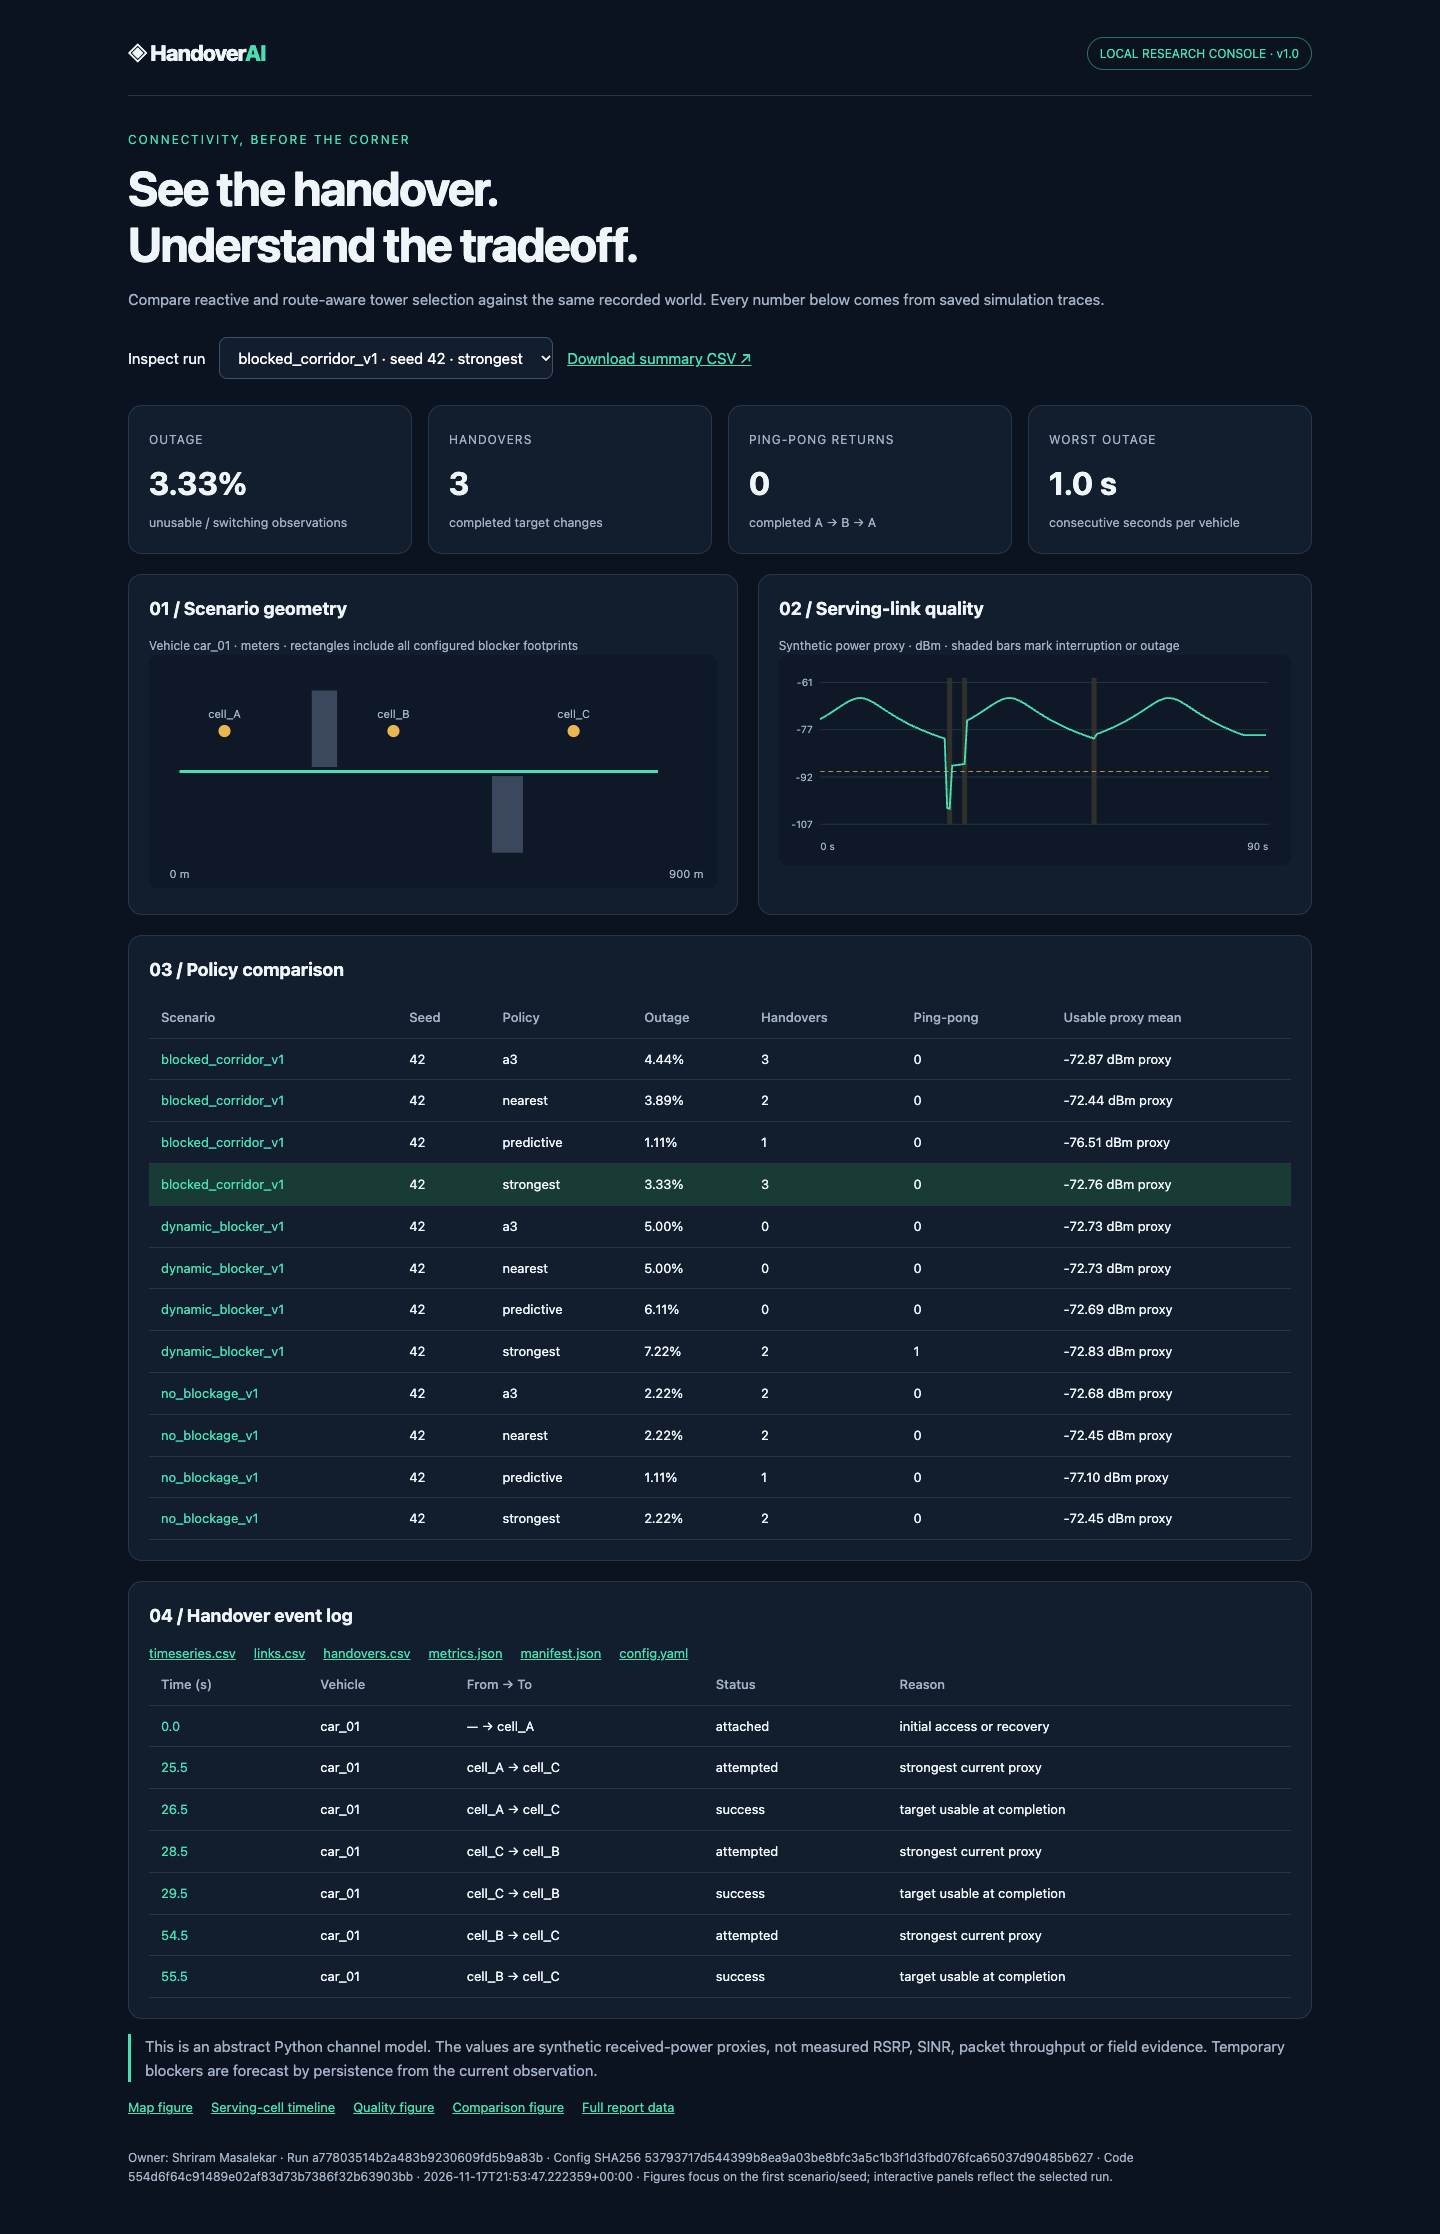 HandoverAI
LOCAL RESEARCH CONSOLE · v1.0
CONNECTIVITY, BEFORE THE CORNER
See the handover.
Understand the tradeoff.
Compare reactive and route-aware tower selection against the same recorded world. Every number below comes from saved simulation traces.
Inspect run blocked_corridor_v1 · seed 42 · strongest Download summary CSV ↗
OUTAGE
3.33%
unusable / switching observations
HANDOVERS
3
completed target changes
PING-PONG RETURNS
0
completed A → B → A
WORST OUTAGE
1.0 s
consecutive seconds per vehicle
01 / Scenario geometry
Vehicle car_01 · meters · rectangles include all configured blocker footprints
cell_A cell_B cell_C
0 m 900 m
02 / Serving-link quality
Synthetic power proxy · dBm · shaded bars mark interruption or outage
-61
-77
-92
-107
0 s 90 s
03 / Policy comparison
Scenario Seed Policy Outage Handovers Ping-pong Usable proxy mean
blocked_corridor_v1 42 a3 4.44% 3 0 -72.87 dBm proxy
blocked_corridor_v1 42 nearest 3.89% 2 0 -72.44 dBm proxy
blocked_corridor_v1 42 predictive 1.11% 1 0 -76.51 dBm proxy
blocked_corridor_v1 42 strongest 3.33% 3 0 -72.76 dBm proxy
dynamic_blocker_v1 42 a3 5.00% 0 0 -72.73 dBm proxy
dynamic_blocker_v1 42 nearest 5.00% 0 0 -72.73 dBm proxy
dynamic_blocker_v1 42 predictive 6.11% 0 0 -72.69 dBm proxy
dynamic_blocker_v1 42 strongest 7.22% 2 1 -72.83 dBm proxy
no_blockage_v1 42 a3 2.22% 2 0 -72.68 dBm proxy
no_blockage_v1 42 nearest 2.22% 2 0 -72.45 dBm proxy
no_blockage_v1 42 predictive 1.11% 1 0 -77.10 dBm proxy
no_blockage_v1 42 strongest 2.22% 2 0 -72.45 dBm proxy
04 / Handover event log
timeseries.csv links.csv handovers.csv metrics.json manifest.json config.yaml
Time (s) Vehicle From → To Status Reason
0.0 car_01 — → cell_A attached initial access or recovery
25.5 car_01 cell_A → cell_C attempted strongest current proxy
26.5 car_01 cell_A → cell_C success target usable at completion
28.5 car_01 cell_C → cell_B attempted strongest current proxy
29.5 car_01 cell_C → cell_B success target usable at completion
54.5 car_01 cell_B → cell_C attempted strongest current proxy
55.5 car_01 cell_B → cell_C success target usable at completion
This is an abstract Python channel model. The values are synthetic received-power proxies, not measured RSRP, SINR, packet throughput or field evidence. Temporary
blockers are forecast by persistence from the current observation.
Map figure Serving-cell timeline Quality figure Comparison figure Full report data
Owner: Shriram Masalekar · Run a77803514b2a483b9230609fd5b9a83b · Config SHA256 53793717d544399b8ea9a03be8bfc3a5c1b3f1d3fbd076fca65037d90485b627 · Code
554d6f64c91489e02af83d73b7386f32b63903bb · 2026-11-17T21:53:47.222359+00:00 · Figures focus on the first scenario/seed; interactive panels reflect the selected run.